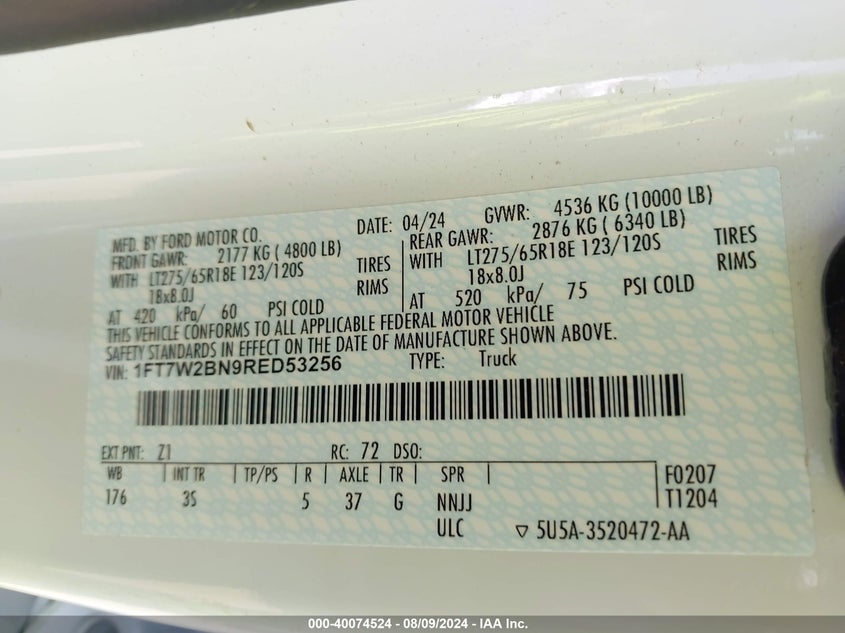 MFD. BY FORD MOTOR CO. DATE: 04/24 GVWR: 4536 KG (10000 LB)
FRONT GAWR: 2177 KG ( 4800 LB) REAR GAWR: 2876 KG ( 6340 LB)
WITH LT275/65R18E 123/120S TIRES WITH LT275/65R18E 123/120S TIRES
18x8.0J RIMS 18x8.0J RIMS
AT 420 kPa/ 60 PSI COLD AT 520 kPa/ 75 PSI COLD
THIS VEHICLE CONFORMS TO ALL APPLICABLE FEDERAL MOTOR VEHICLE
SAFETY STANDARDS IN EFFECT ON THE DATE OF MANUFACTURE SHOWN ABOVE.
VIN: 1FT7W2BN9RED53256 TYPE: Truck
EXT PNT: Z1 RC: 72 DSO:
WB INT TR TP/PS R AXLE TR SPR F0207
176 3S 5 37 G NNJJ T1204
ULC ▽ 5U5A-3520472-AA
000-40074524 - 08/09/2024 - IAA Inc.